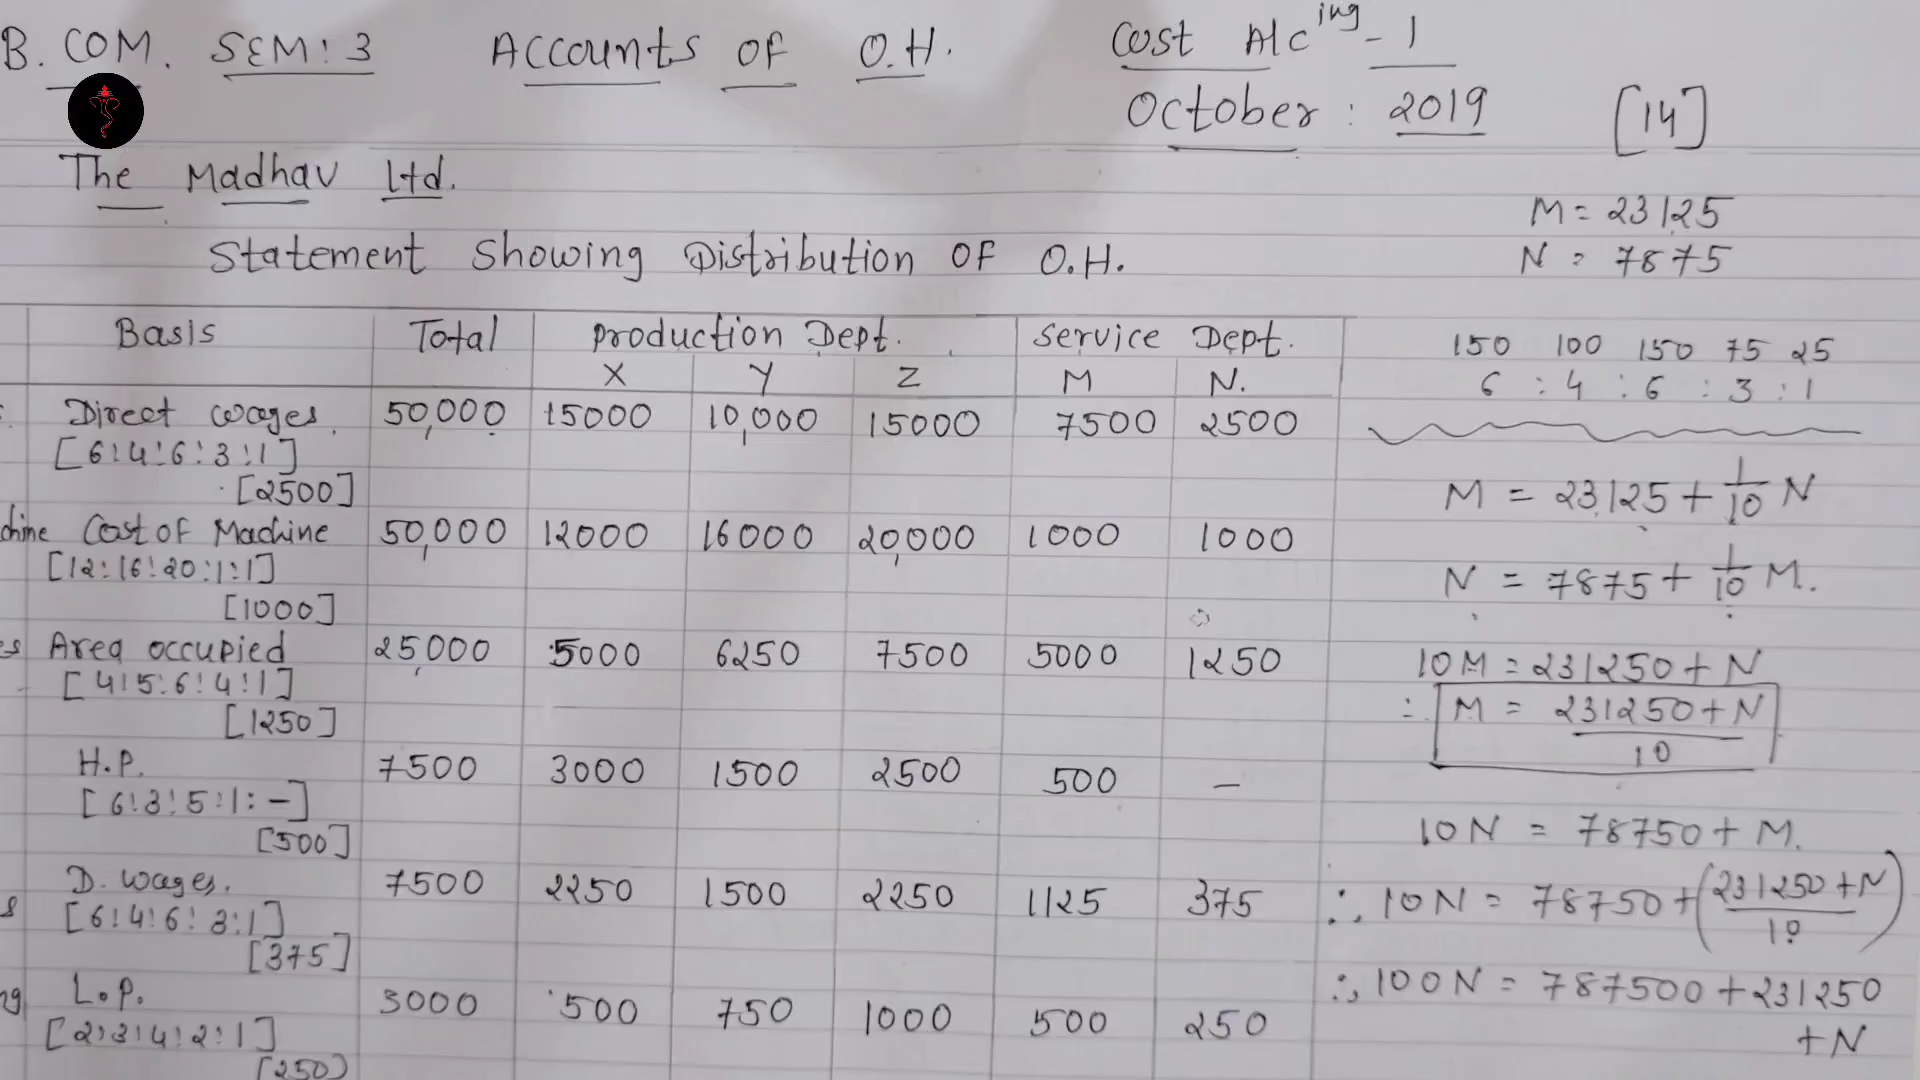 B. COM. SEM: 3 Accounts OF O.H. Cost A/c ing - 1
October : 2019 [14]
The Madhav Ltd.
M = 23125
Statement Showing Distribution OF O.H.
N = 7875
Basis Total Production Dept. Service Dept.
X Y Z M N.
150 100 150 75 25
6 : 4 : 6 : 3 : 1
Direct wages. 50,000 15000 10,000 15000 7500 2500
[6:4:6:3:1]
[2500]
M = 23125 + 1/10 N
chine Cost of Machine 50,000 12000 16000 20,000 1000 1000
[12:16:20:1:1]
[1000]
N = 7875 + 1/10 M.
es Area occupied 25,000 5000 6250 7500 5000 1250
[4:5:6:4:1]
[1250]
10M = 231250 + N
∴ M = 231250 + N / 10
H.P. 7500 3000 1500 2500 500 —
[6:3:5:1:-]
[500]
10N = 78750 + M.
D. wages. 7500 2250 1500 2250 1125 375
[6:4:6:3:1]
[375]
∴ 10N = 78750 + (231250 + N / 10)
L.P. 3000 500 750 1000 500 250
[2:3:4:2:1]
[250]
∴ 100N = 787500 + 231250
+ N